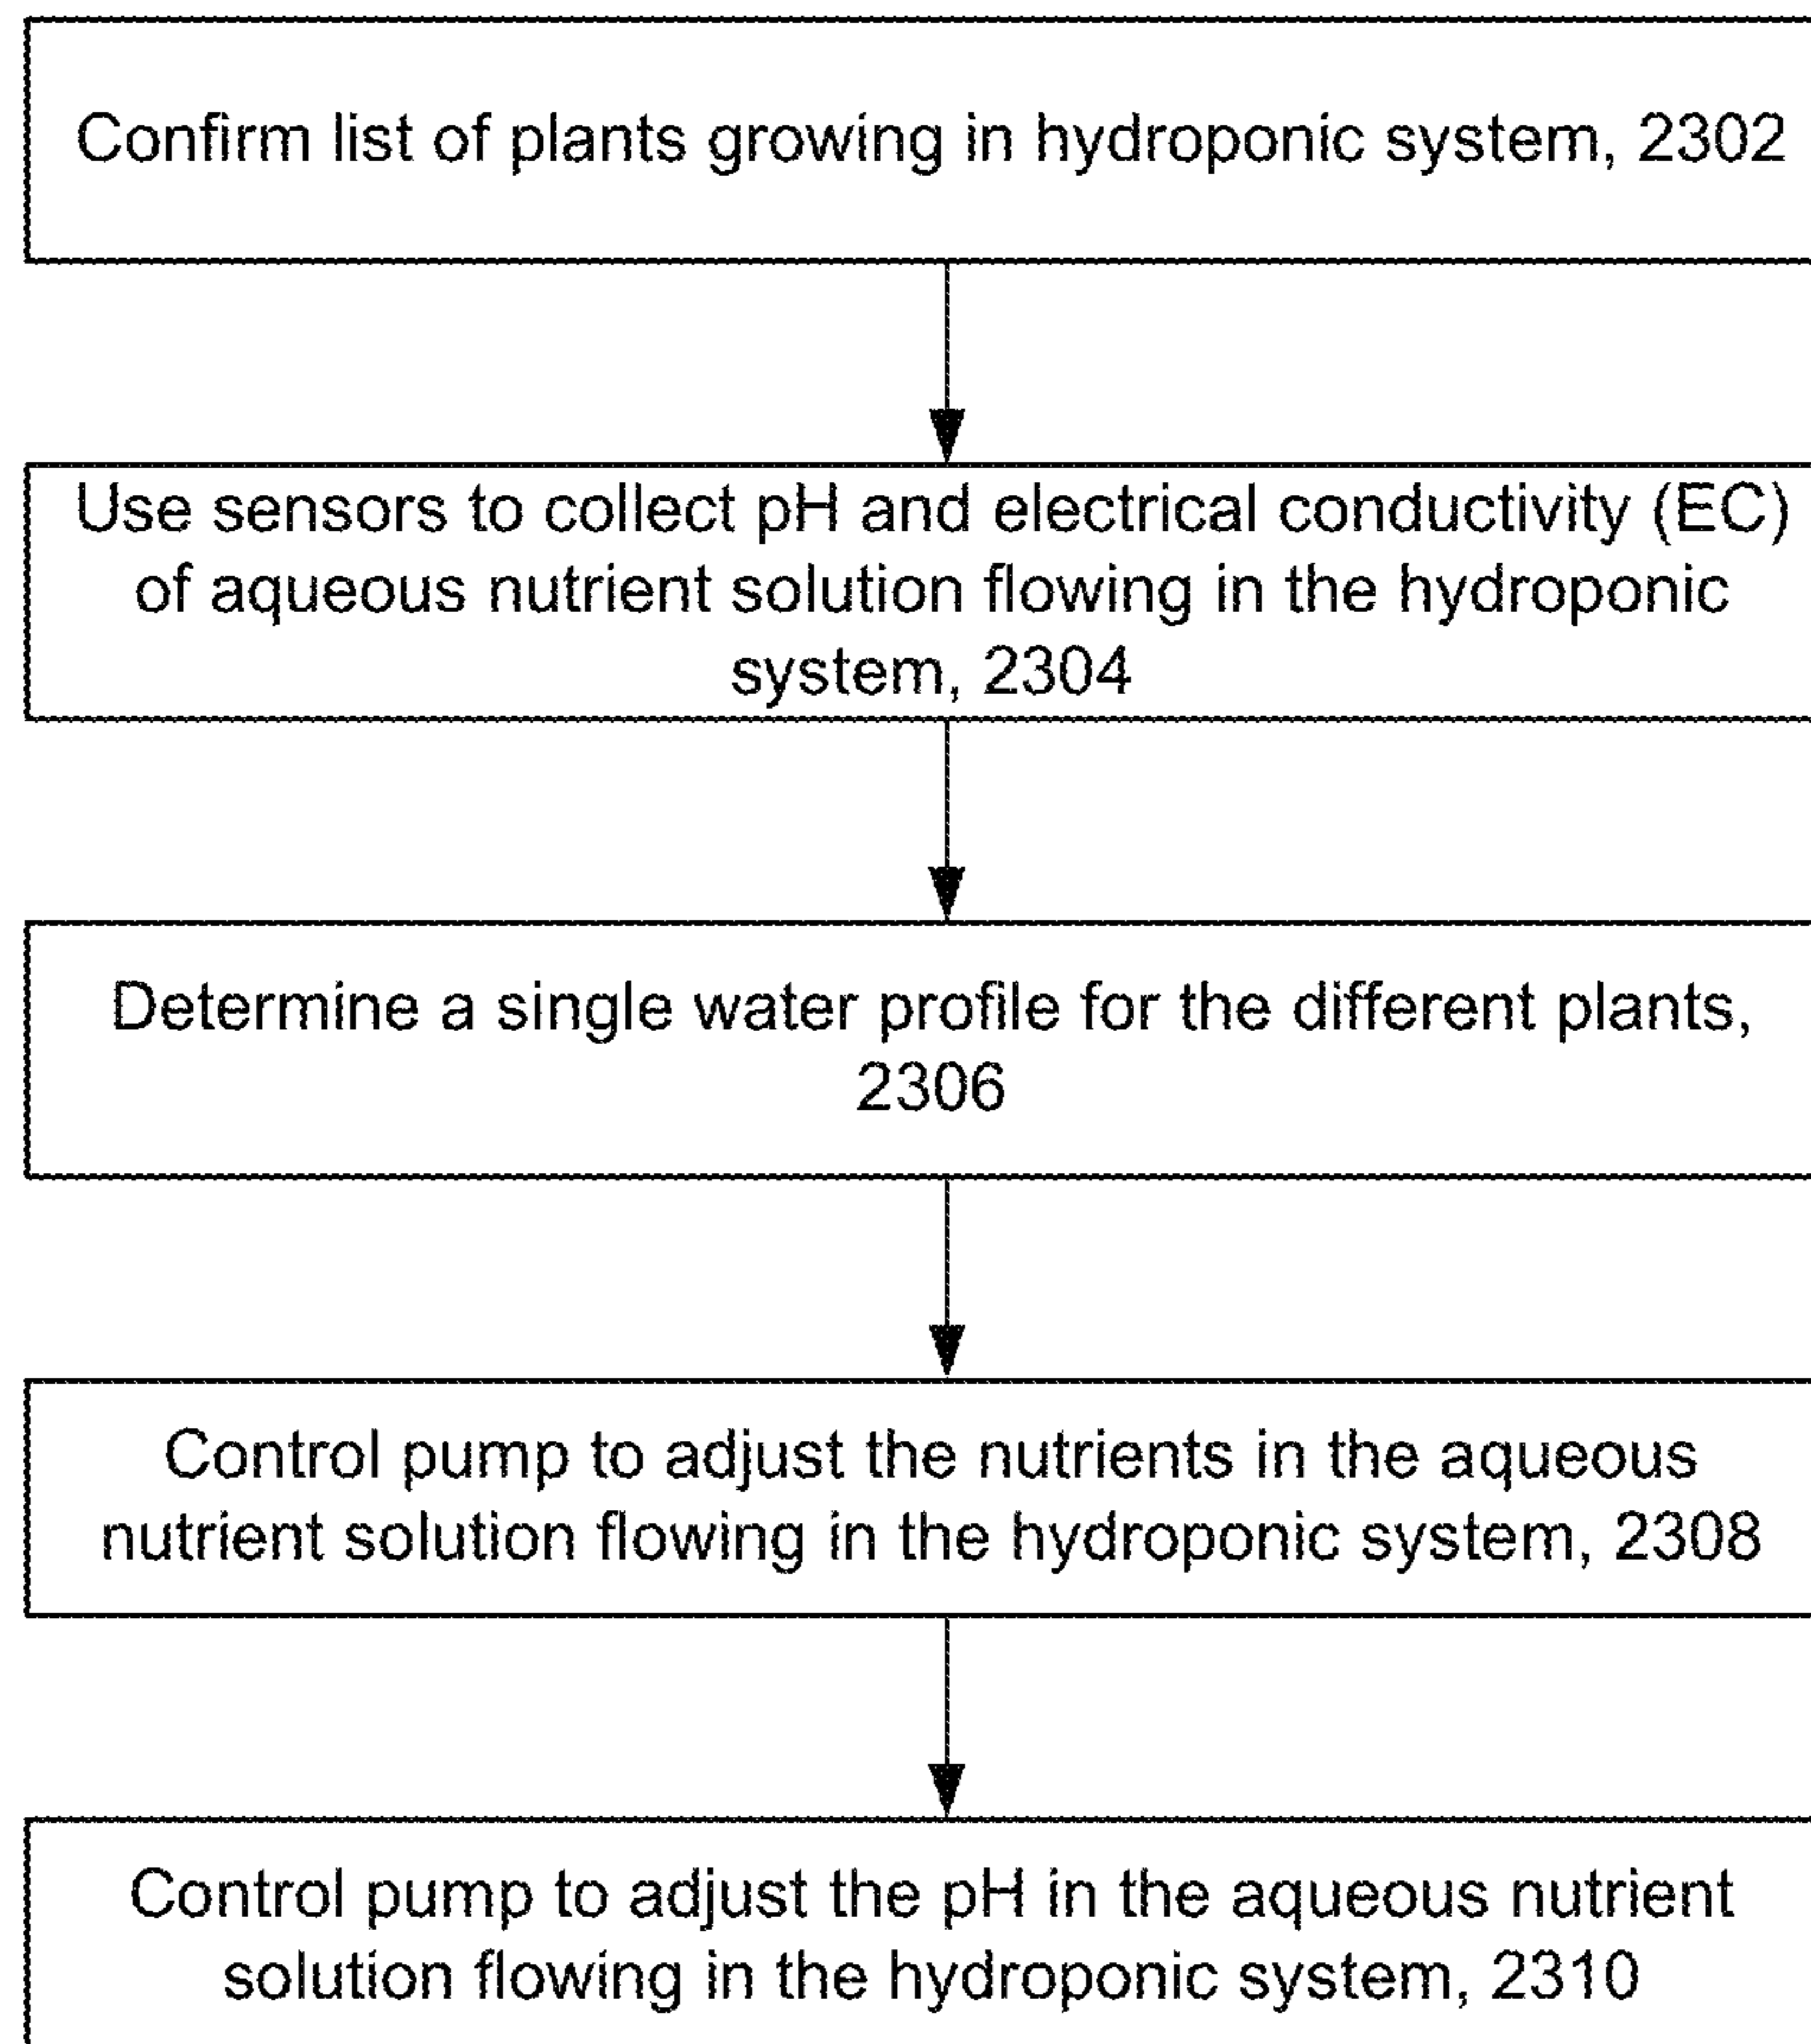 Confirm list of plants growing in hydroponic system, 2302
Use sensors to collect pH and electrical conductivity (EC)
of aqueous nutrient solution flowing in the hydroponic
system, 2304
Determine a single water profile for the different plants,
2306
Control pump to adjust the nutrients in the aqueous
nutrient solution flowing in the hydroponic system, 2308
Control pump to adjust the pH in the aqueous nutrient
solution flowing in the hydroponic system, 2310